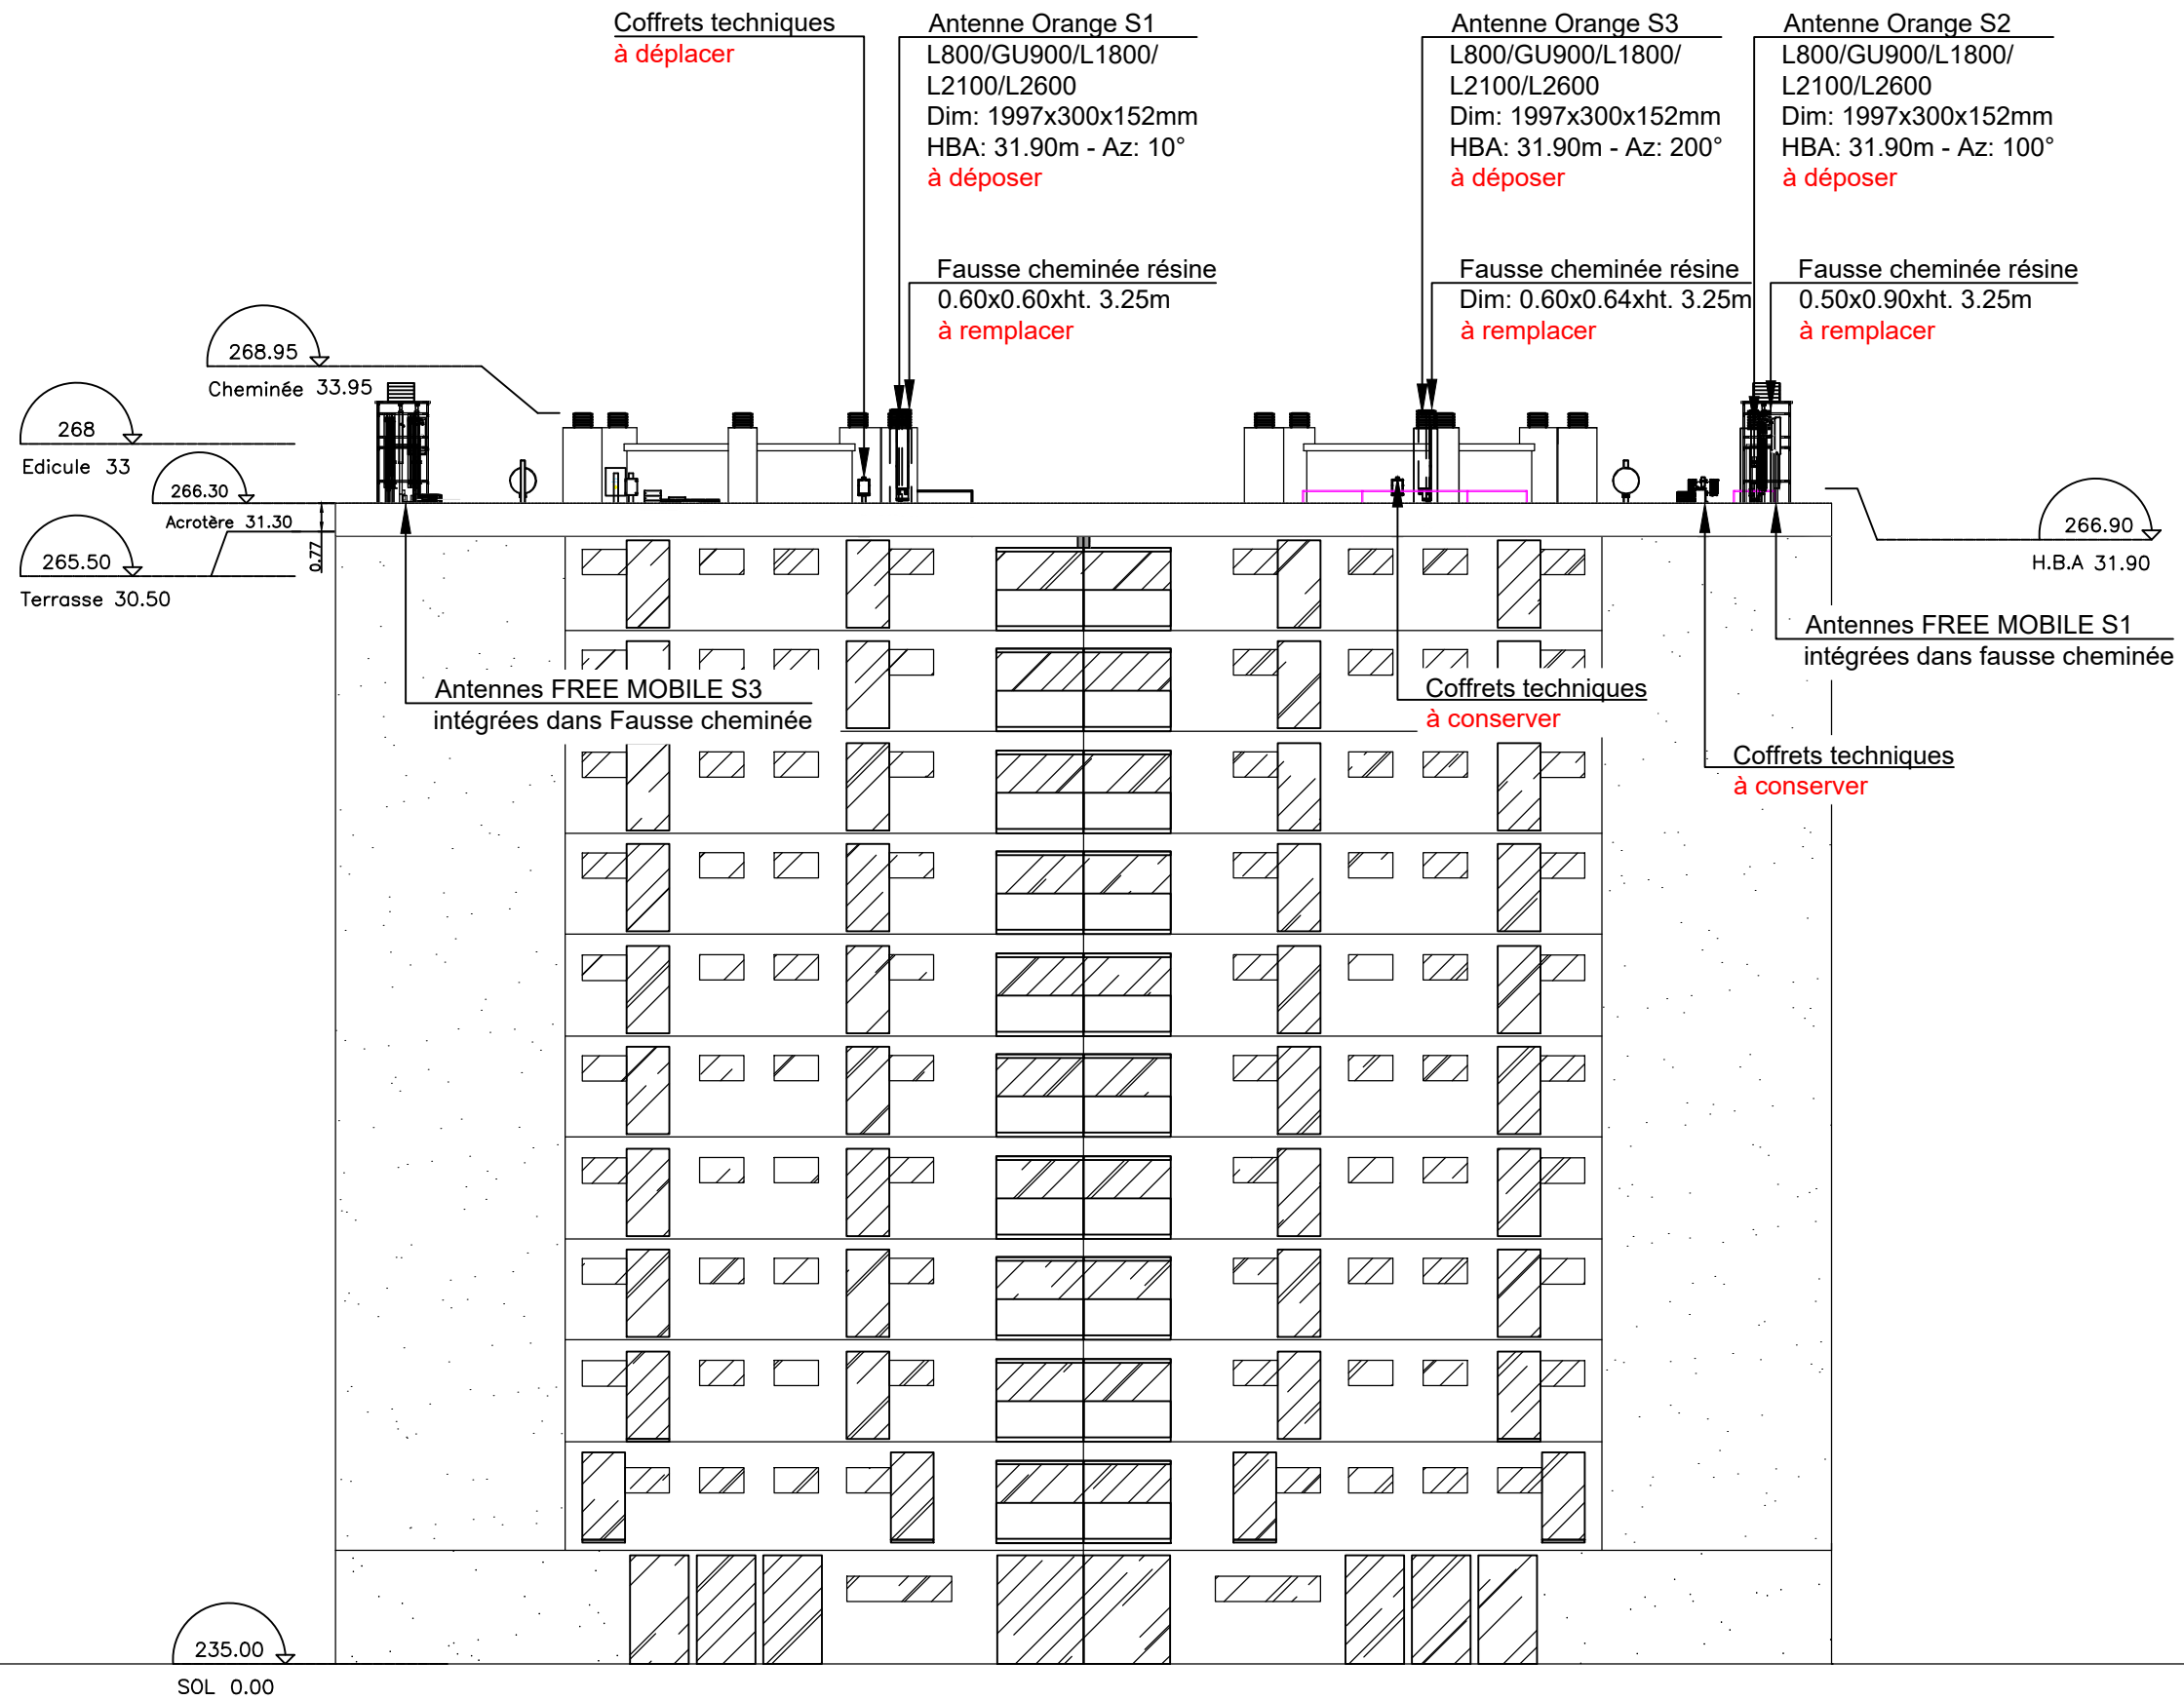 Coffrets techniques
à déplacer
Antenne Orange S1
L800/GU900/L1800/
L2100/L2600
Dim: 1997x300x152mm
HBA: 31.90m - Az: 10°
à déposer
Antenne Orange S3
L800/GU900/L1800/
L2100/L2600
Dim: 1997x300x152mm
HBA: 31.90m - Az: 200°
à déposer
Antenne Orange S2
L800/GU900/L1800/
L2100/L2600
Dim: 1997x300x152mm
HBA: 31.90m - Az: 100°
à déposer
Fausse cheminée résine
0.60x0.60xht. 3.25m
à remplacer
Fausse cheminée résine
Dim: 0.60x0.64xht. 3.25m
à remplacer
Fausse cheminée résine
0.50x0.90xht. 3.25m
à remplacer
268.95
Cheminée 33.95
268
Edicule 33
266.30
Acrotère 31.30
0.77
265.50
Terrasse 30.50
266.90
H.B.A 31.90
Antennes FREE MOBILE S1
intégrées dans fausse cheminée
Antennes FREE MOBILE S3
intégrées dans Fausse cheminée
Coffrets techniques
à conserver
Coffrets techniques
à conserver
235.00
SOL 0.00